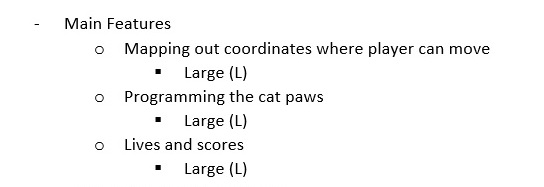 - Main Features
o Mapping out coordinates where player can move
▪ Large (L)
o Programming the cat paws
▪ Large (L)
o Lives and scores
▪ Large (L)